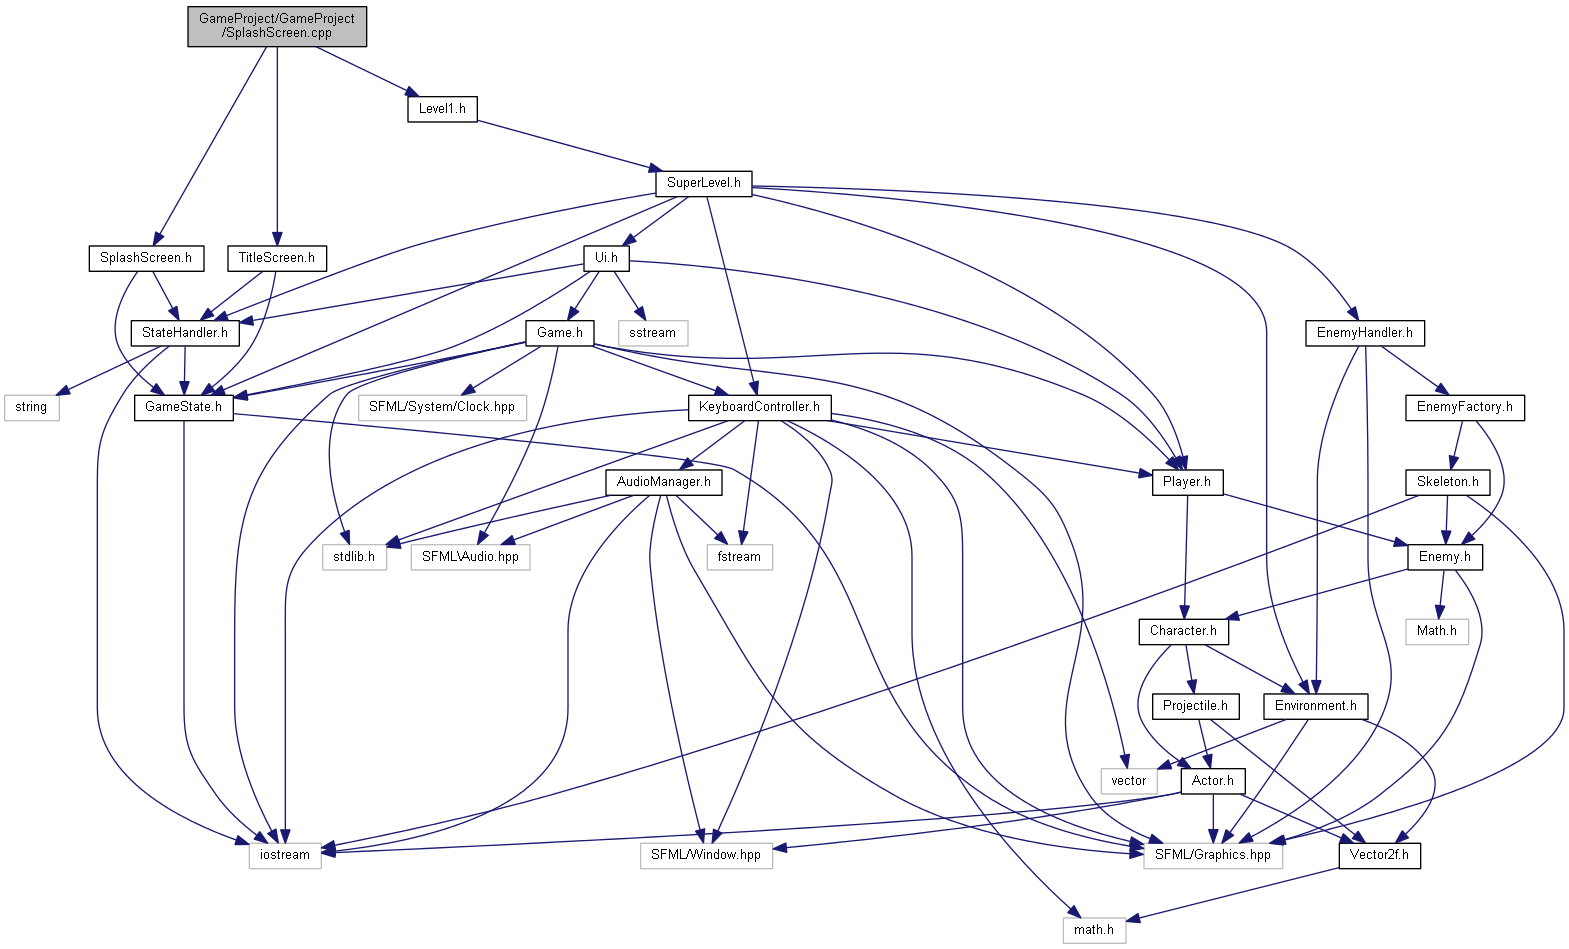 GameProject/GameProject
/SplashScreen.cpp
Level1.h
SuperLevel.h
SplashScreen.h
TitleScreen.h
Ui.h
StateHandler.h
Game.h
sstream
EnemyHandler.h
string
GameState.h
SFML/System/Clock.hpp
KeyboardController.h
EnemyFactory.h
AudioManager.h
Player.h
Skeleton.h
stdlib.h
SFML\Audio.hpp
fstream
Enemy.h
Character.h
Math.h
Projectile.h
Environment.h
vector
Actor.h
iostream
SFML/Window.hpp
SFML/Graphics.hpp
Vector2f.h
math.h